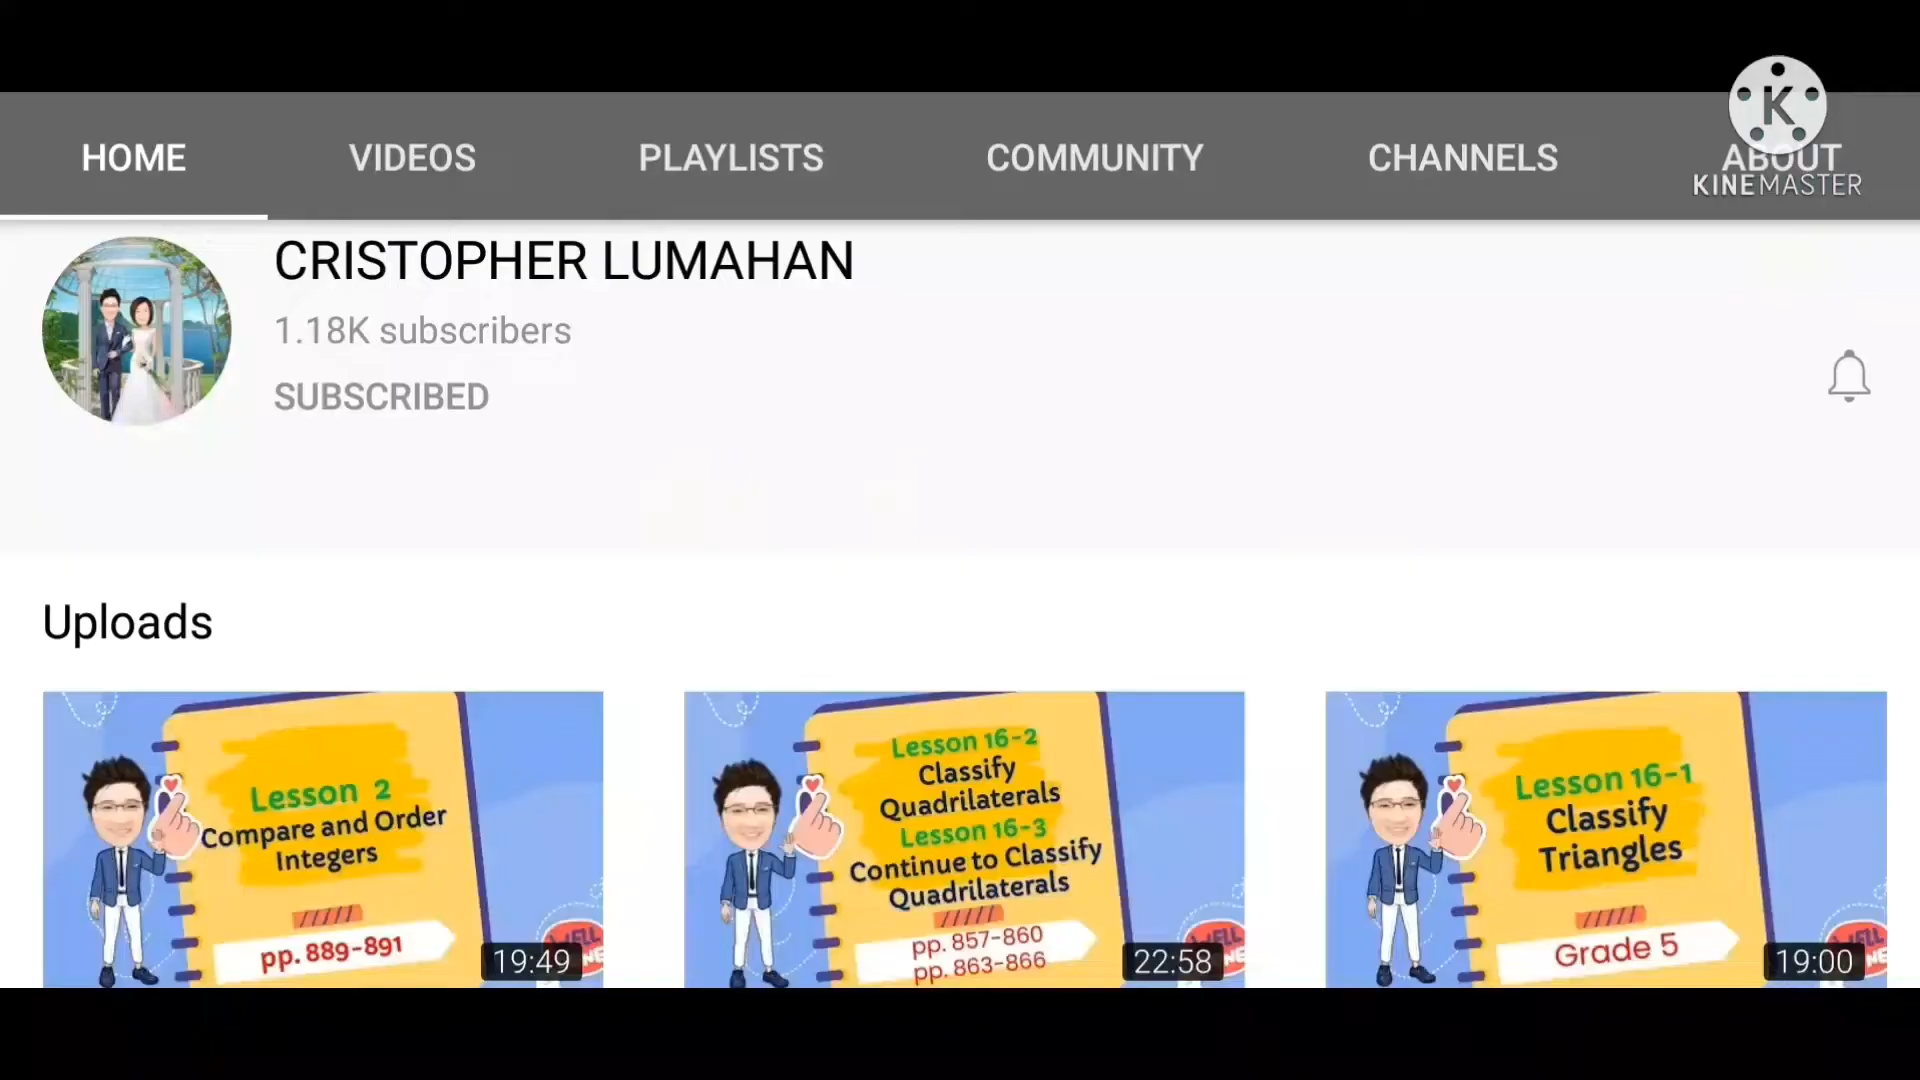 K
KINEMASTER
HOME VIDEOS PLAYLISTS COMMUNITY CHANNELS ABOUT
CRISTOPHER LUMAHAN
1.18K subscribers
SUBSCRIBED
Uploads
Lesson 2
Compare and Order
Integers
pp. 889-891
19:49
Lesson 16-2
Classify
Quadrilaterals
Lesson 16-3
Continue to Classify
Quadrilaterals
pp. 857-860
pp. 863-866
22:58
Lesson 16-1
Classify
Triangles
Grade 5
19:00